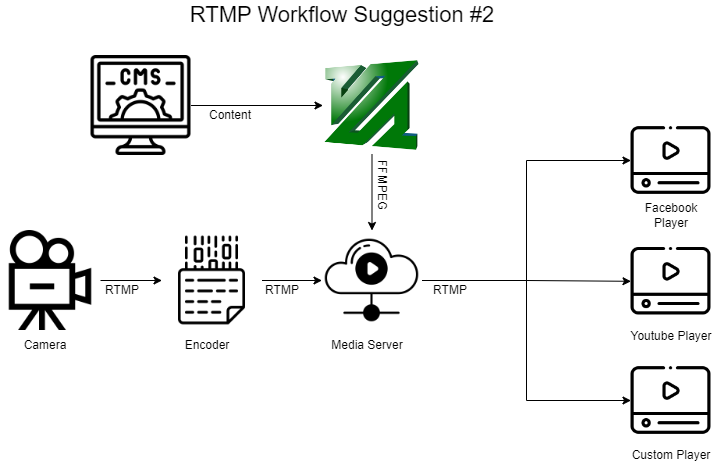 RTMP Workflow Suggestion #2
CMS
Content
FFMPEG
Facebook
Player
RTMP
RTMP
RTMP
Camera
Encoder
Media Server
Youtube Player
Custom Player